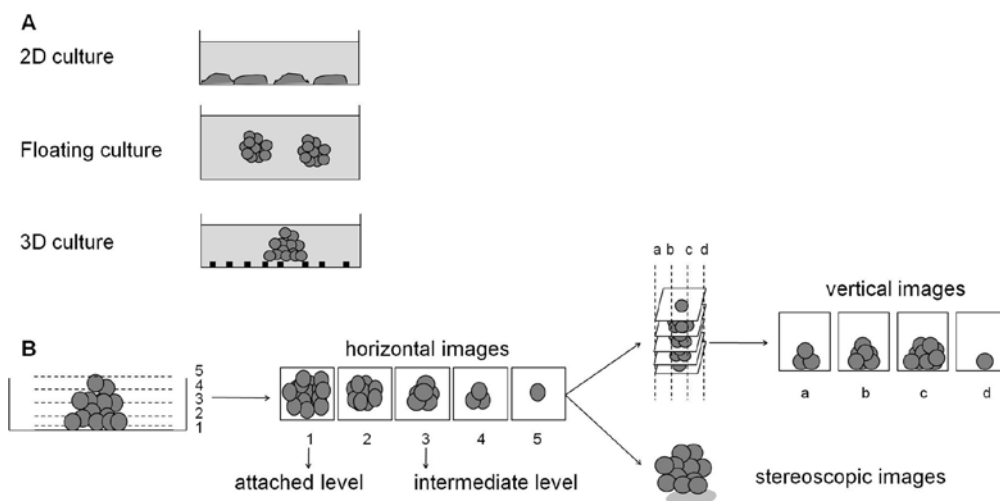 A
2D culture
Floating culture
3D culture
B
5
4
3
2
1
horizontal images
1 2 3 4 5
attached level intermediate level
a b c d
vertical images
a b c d
stereoscopic images